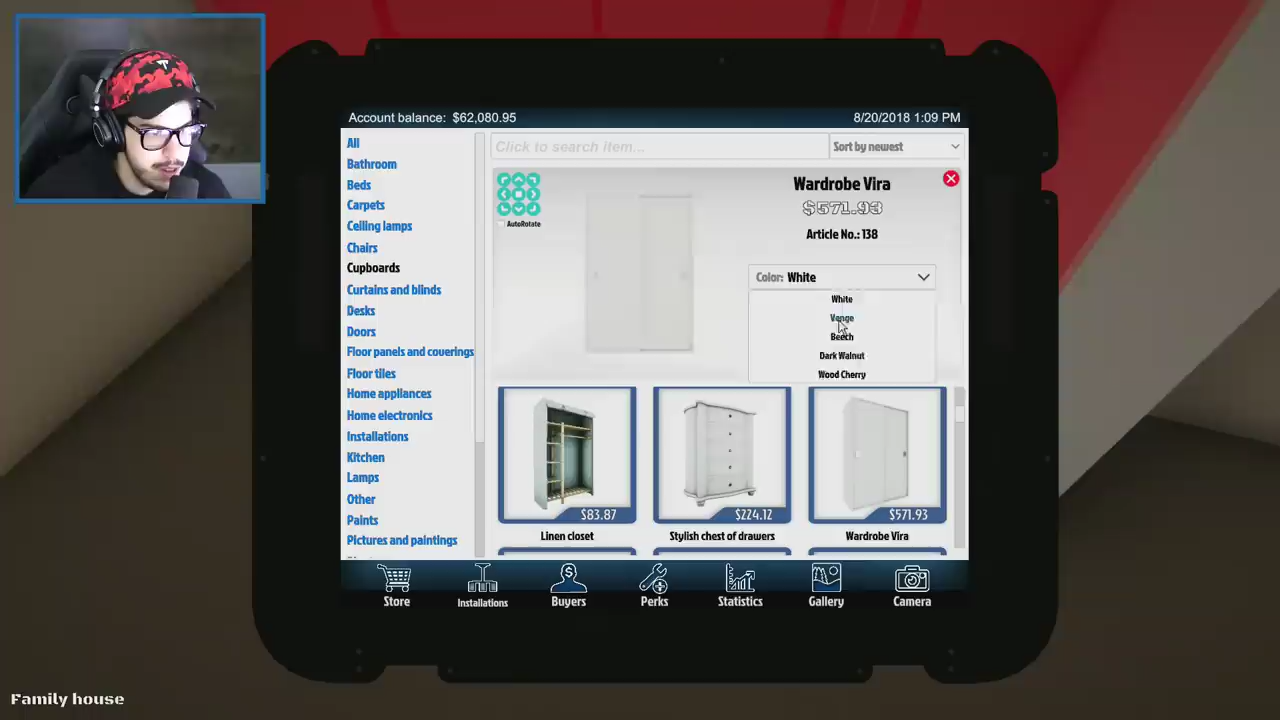 Account balance: $62,080.95
8/20/2018 1:09 PM
All
Bathroom
Beds
Carpets
Ceiling lamps
Chairs
Cupboards
Curtains and blinds
Desks
Doors
Floor panels and coverings
Floor tiles
Home appliances
Home electronics
Installations
Kitchen
Lamps
Other
Paints
Pictures and paintings
Click to search item...
Sort by newest
AutoRotate
Wardrobe Vira
$571.93
Article No.: 138
Color: White
White
Venge
Beech
Dark Walnut
Wood Cherry
$83.87
$224.12
$571.93
Linen closet
Stylish chest of drawers
Wardrobe Vira
Store
Installations
Buyers
Perks
Statistics
Gallery
Camera
Family house